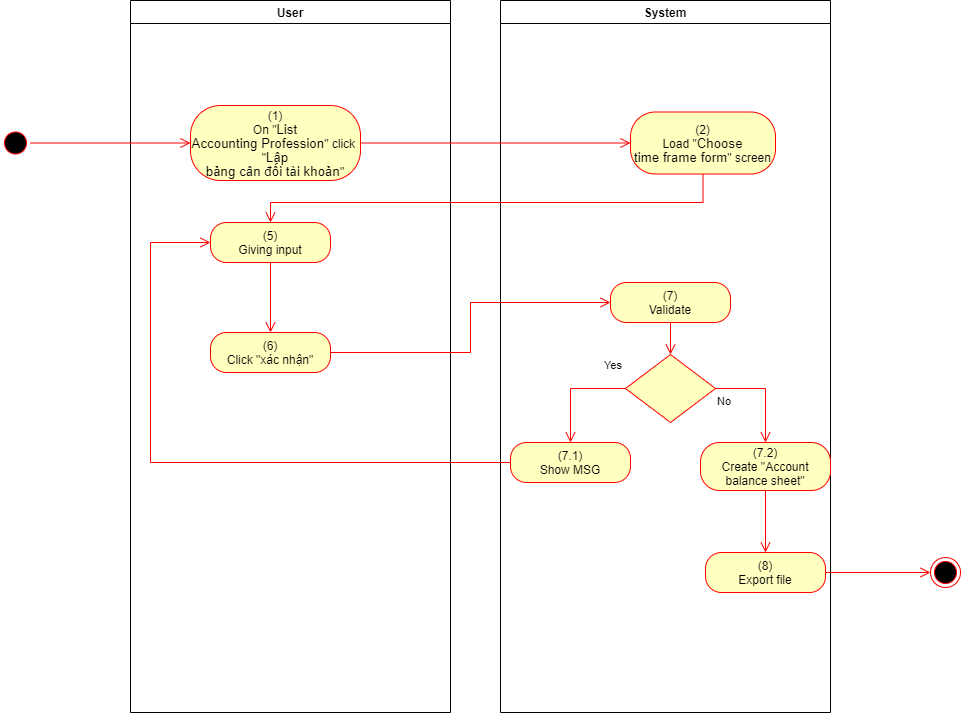 User
System
(1)
On "List
Accounting Profession" click
"Lập
bảng cân đối tài khoản"
(2)
Load "Choose
time frame form" screen
(5)
Giving input
(6)
Click "xác nhận"
(7)
Validate
Yes
No
(7.1)
Show MSG
(7.2)
Create "Account
balance sheet"
(8)
Export file